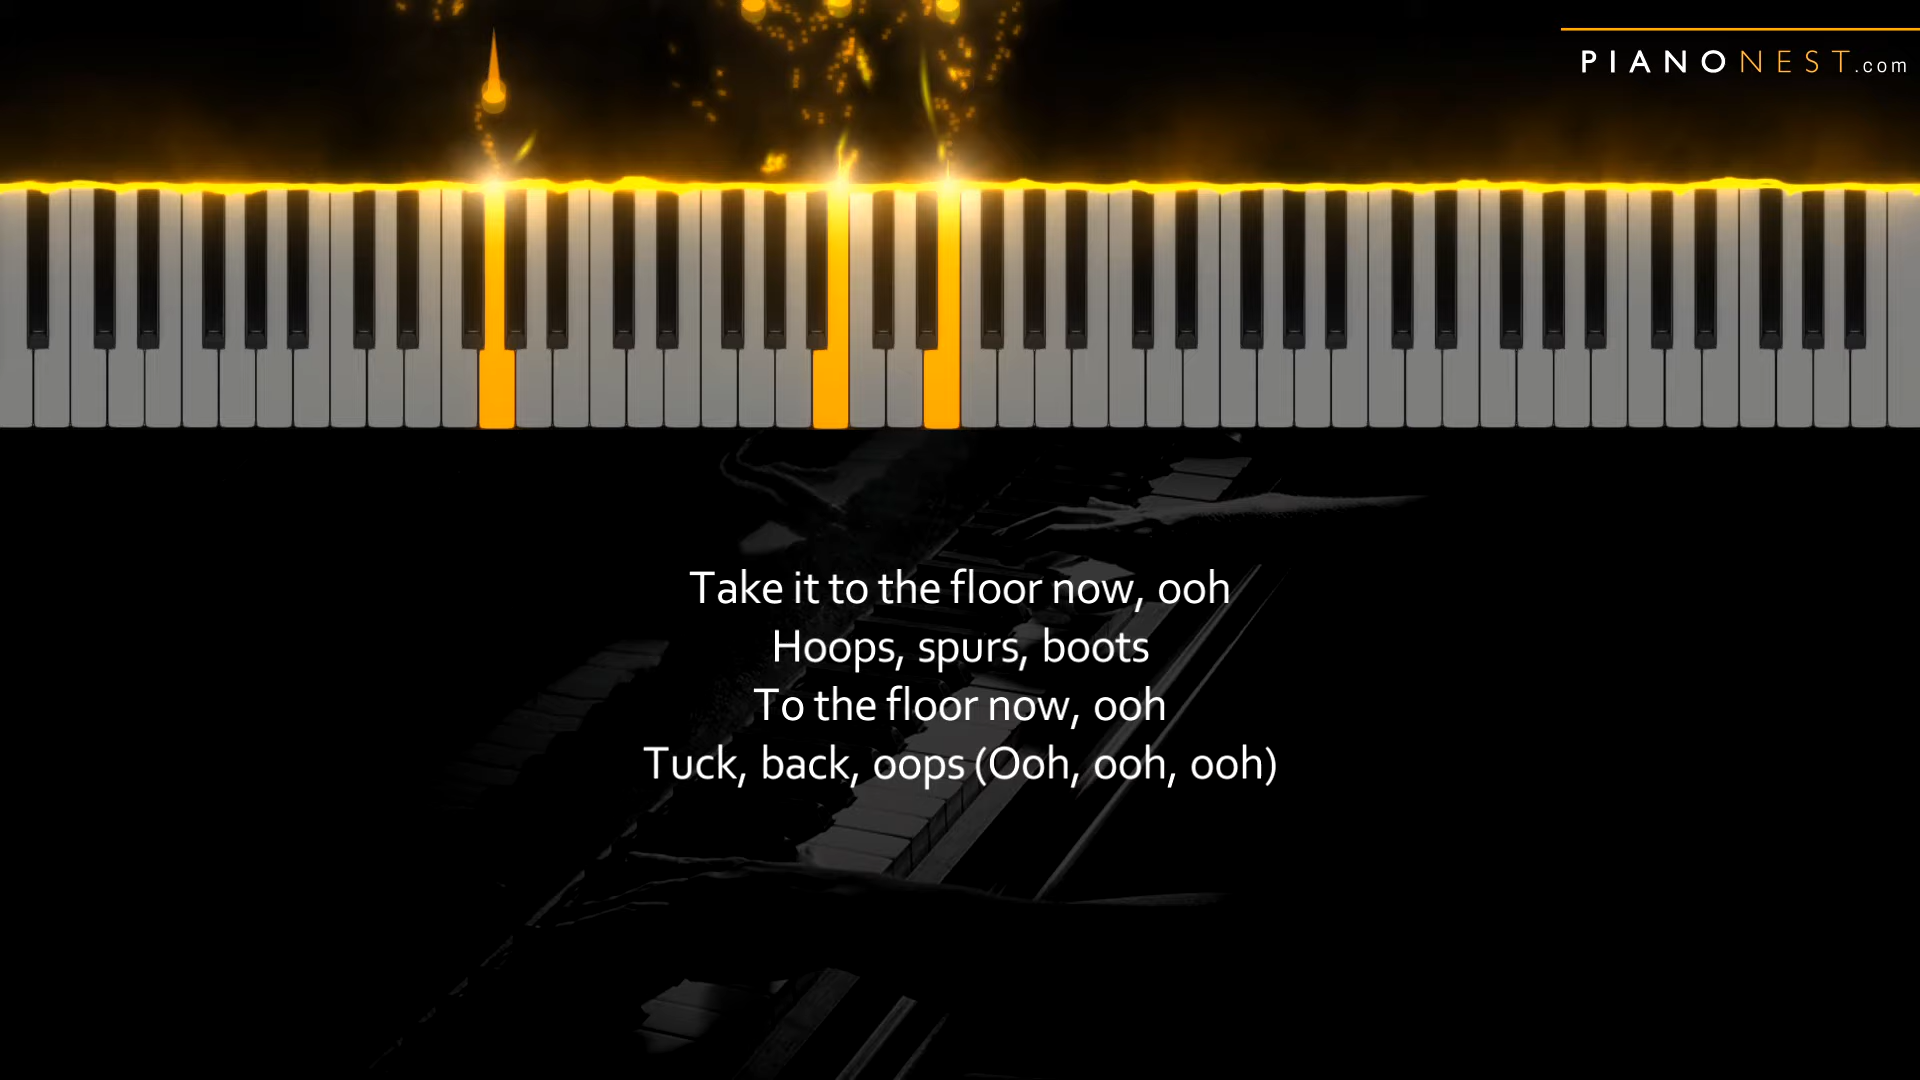 PIANONEST.com
Take it to the floor now, ooh
Hoops, spurs, boots
To the floor now, ooh
Tuck, back, oops (Ooh, ooh, ooh)